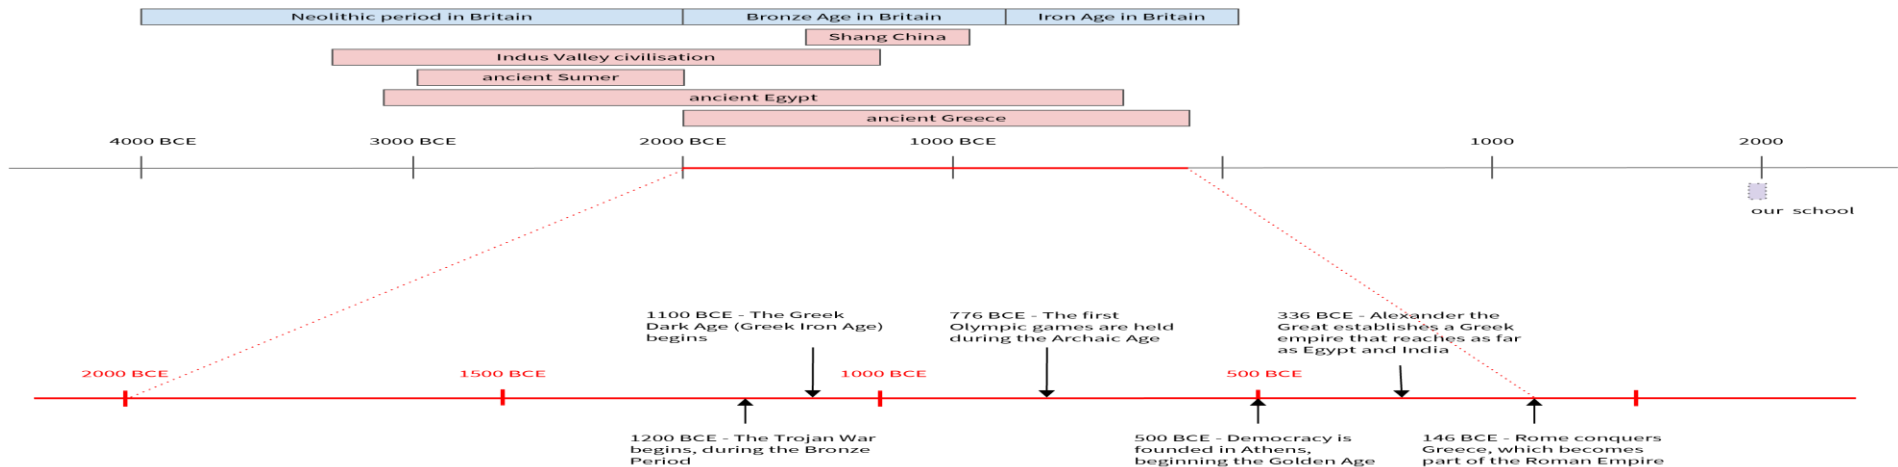 Neolithic period in Britain
Bronze Age in Britain
Iron Age in Britain
Shang China
Indus Valley civilisation
ancient Sumer
ancient Egypt
ancient Greece
4000 BCE
3000 BCE
2000 BCE
1000 BCE
1000
2000
our school
1100 BCE - The Greek
Dark Age (Greek Iron Age)
begins
776 BCE - The first
Olympic games are held
during the Archaic Age
336 BCE - Alexander the
Great establishes a Greek
empire that reaches as far
as Egypt and India
2000 BCE
1500 BCE
1000 BCE
500 BCE
1200 BCE - The Trojan War
begins, during the Bronze
Period
500 BCE - Democracy is
founded in Athens,
beginning the Golden Age
146 BCE - Rome conquers
Greece, which becomes
part of the Roman Empire